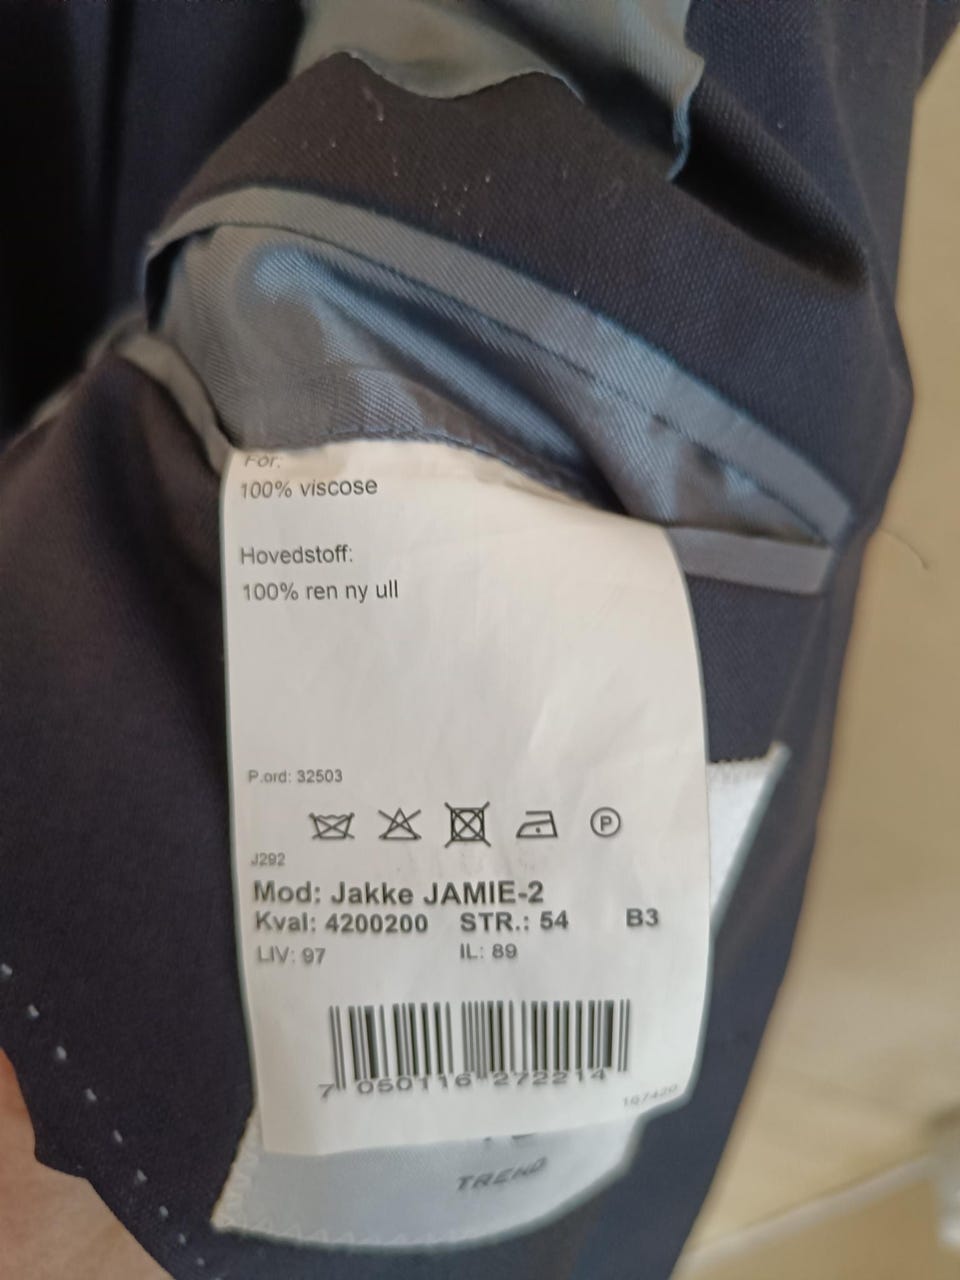 Fôr:
100% viscose
Hovedstoff:
100% ren ny ull
P.ord: 32503
P
J292
Mod: Jakke JAMIE-2
Kval: 4200200 STR.: 54 B3
LIV: 97 IL: 89
7 050116 272214
TREND